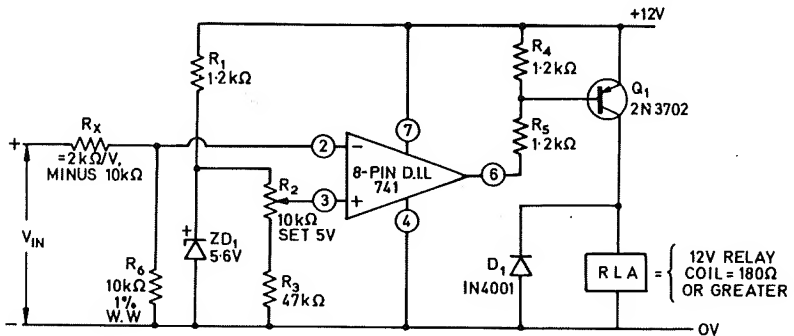 +12V
R1
1·2kΩ
R4
1·2kΩ
Q1
2N3702
RX
=2kΩ/V,
MINUS 10kΩ
+
2
−
7
8-PIN D.I.L
741
6
R5
1·2kΩ
R2
10kΩ
SET 5V
3
+
4
VIN
R6
10kΩ
1%
W.W
+
ZD1
5.6V
R3
47kΩ
D1
IN4001
RLA
=
12V RELAY
COIL = 180Ω
OR GREATER
−
0V